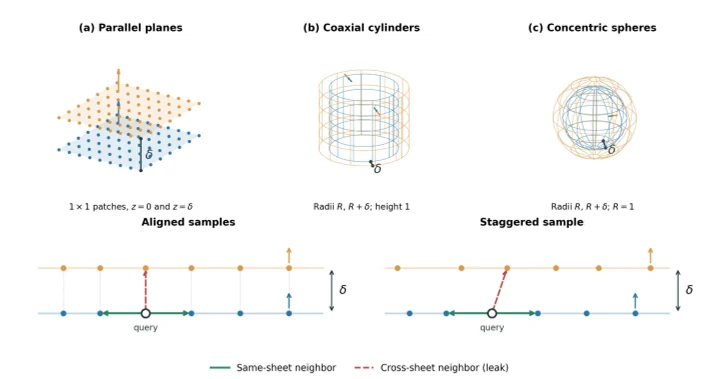 (a) Parallel planes
(b) Coaxial cylinders
(c) Concentric spheres
δ
δ
δ
1 × 1 patches, z = 0 and z = δ
Radii R, R + δ; height 1
Radii R, R + δ; R = 1
Aligned samples
Staggered sample
δ
δ
query
query
Same-sheet neighbor
Cross-sheet neighbor (leak)